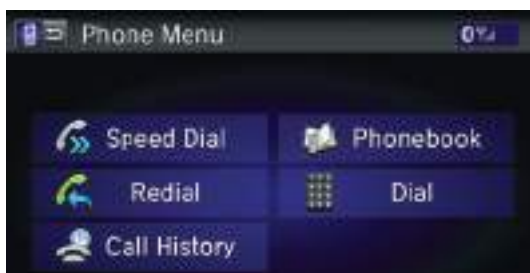 Phone Menu
Speed Dial
Phonebook
Redial
Dial
Call History